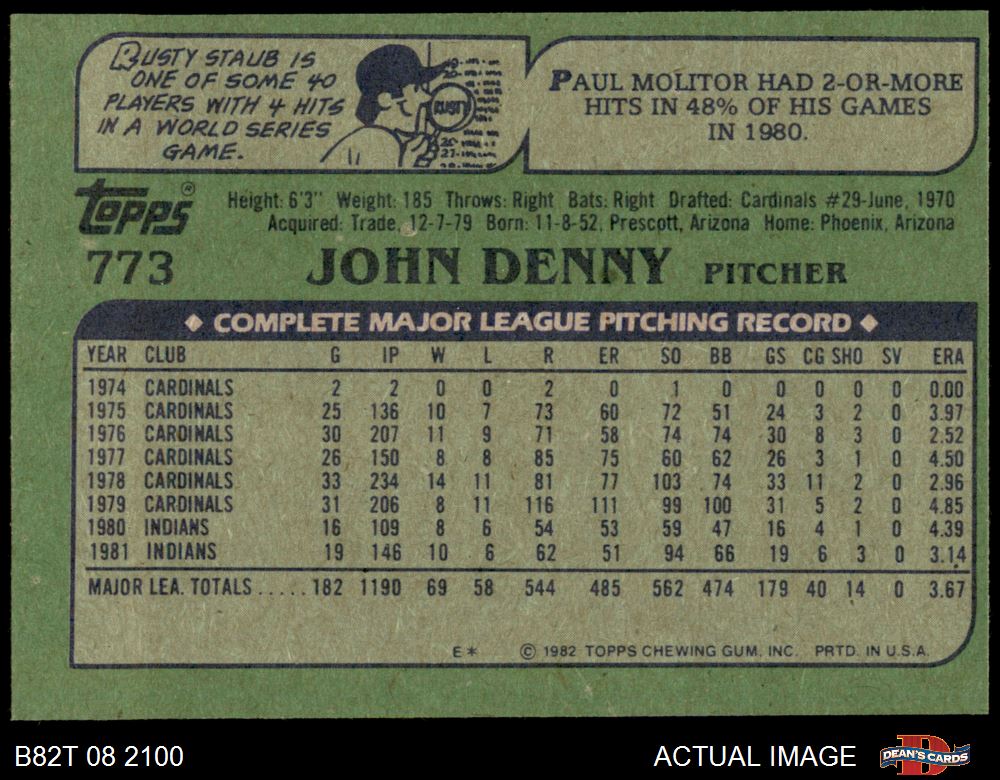 RUSTY STAUB IS
ONE OF SOME 40
PLAYERS WITH 4 HITS
IN A WORLD SERIES
GAME.
RUSTY
PAUL MOLITOR HAD 2-OR-MORE
HITS IN 48% OF HIS GAMES
IN 1980.
Topps®
Height: 6'3" Weight: 185 Throws: Right Bats: Right Drafted: Cardinals #29-June, 1970
Acquired: Trade, 12-7-79 Born: 11-8-52, Prescott, Arizona Home: Phoenix, Arizona
773 JOHN DENNY PITCHER
◆ COMPLETE MAJOR LEAGUE PITCHING RECORD ◆
YEAR CLUB G IP W L R ER SO BB GS CG SHO SV ERA
1974 CARDINALS 2 2 0 0 2 0 1 0 0 0 0 0 0.00
1975 CARDINALS 25 136 10 7 73 60 72 51 24 3 2 0 3.97
1976 CARDINALS 30 207 11 9 71 58 74 74 30 8 3 0 2.52
1977 CARDINALS 26 150 8 8 85 75 60 62 26 3 1 0 4.50
1978 CARDINALS 33 234 14 11 81 77 103 74 33 11 2 0 2.96
1979 CARDINALS 31 206 8 11 116 111 99 100 31 5 2 0 4.85
1980 INDIANS 16 109 8 6 54 53 59 47 16 4 1 0 4.39
1981 INDIANS 19 146 10 6 62 51 94 66 19 6 3 0 3.14
MAJOR LEA. TOTALS.....182 1190 69 58 544 485 562 474 179 40 14 0 3.67
E* © 1982 TOPPS CHEWING GUM, INC. PRTD. IN U.S.A.
B82T 08 2100 ACTUAL IMAGE DEAN'S CARDS